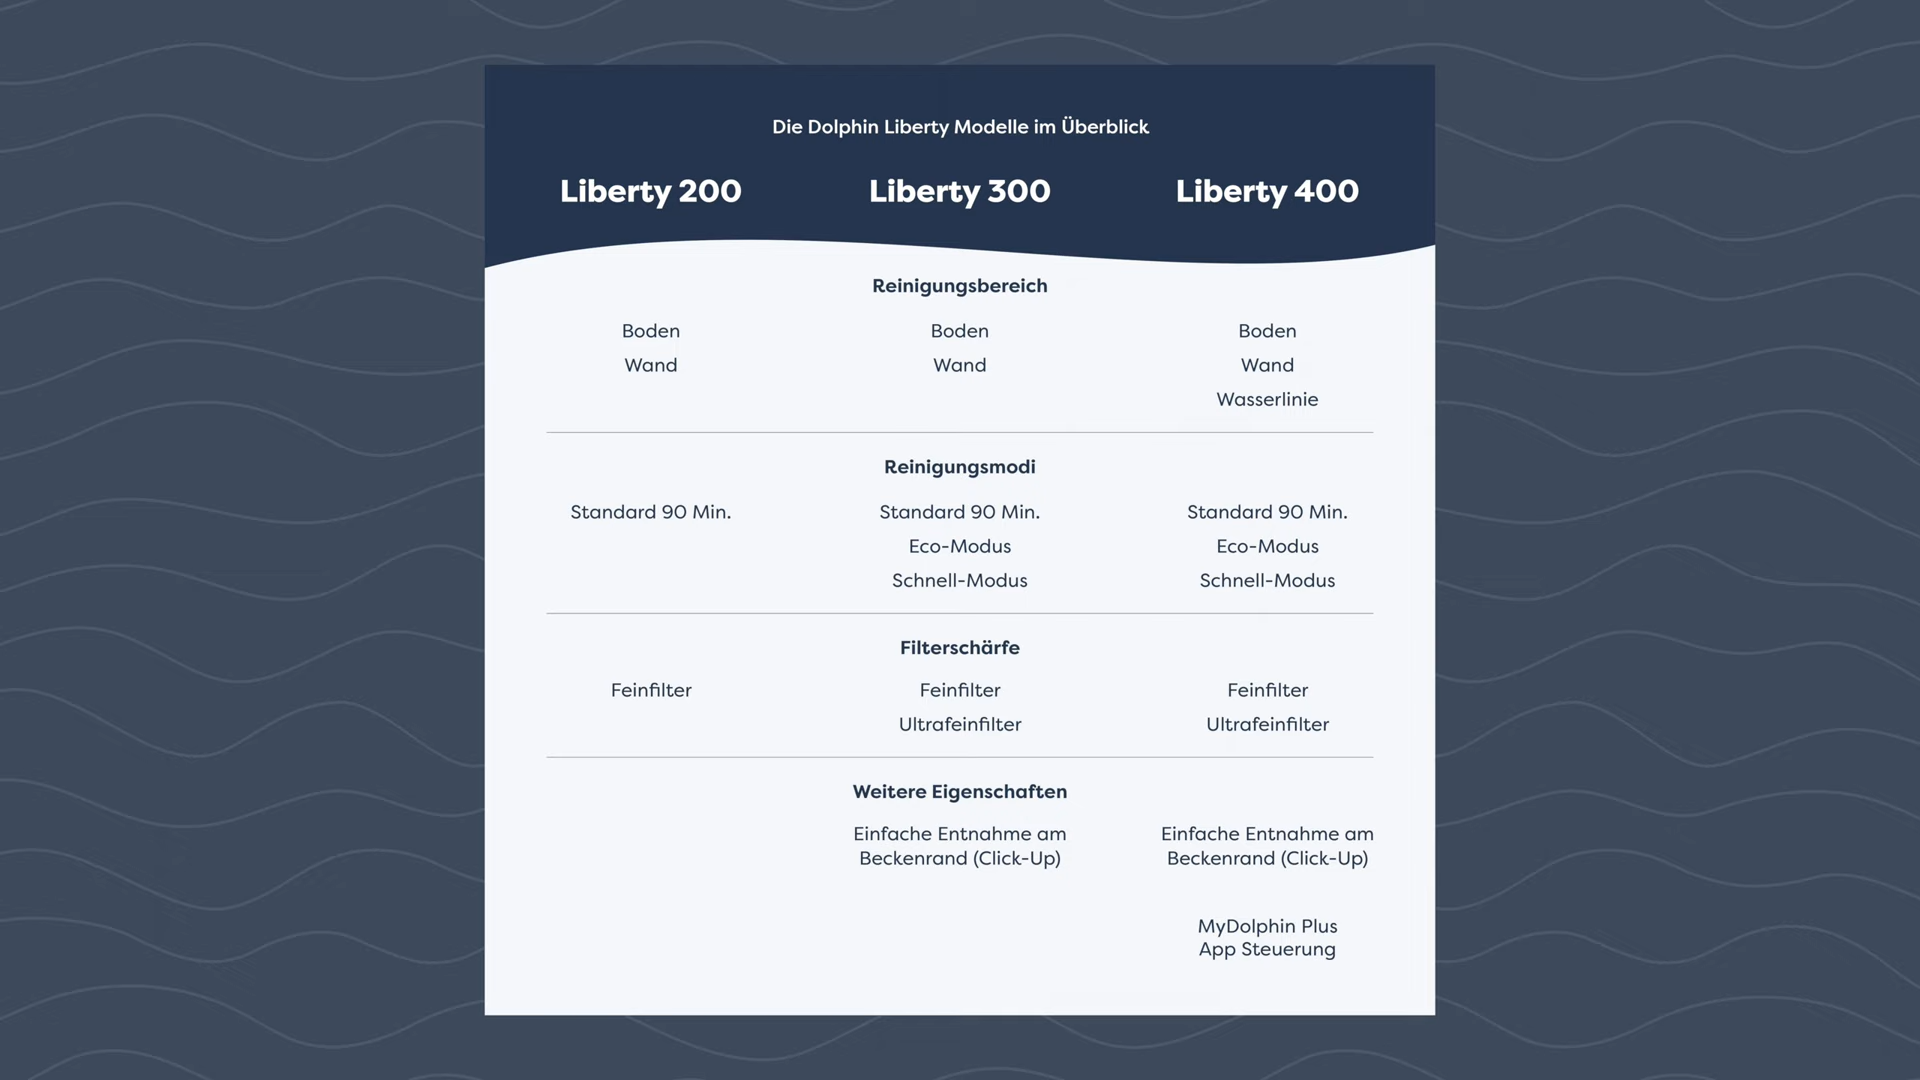 Die Dolphin Liberty Modelle im Überblick
Liberty 200 Liberty 300 Liberty 400
Reinigungsbereich
Boden Boden Boden
Wand Wand Wand
Wasserlinie
Reinigungsmodi
Standard 90 Min. Standard 90 Min. Standard 90 Min.
Eco-Modus Eco-Modus
Schnell-Modus Schnell-Modus
Filterschärfe
Feinfilter Feinfilter Feinfilter
Ultrafeinfilter Ultrafeinfilter
Weitere Eigenschaften
Einfache Entnahme am Einfache Entnahme am
Beckenrand (Click-Up) Beckenrand (Click-Up)
MyDolphin Plus
App Steuerung